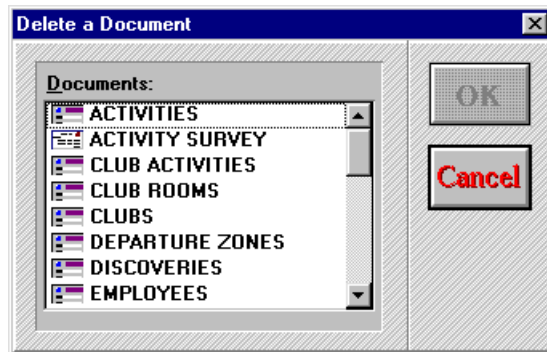 Delete a Document
Documents:
ACTIVITIES
ACTIVITY SURVEY
CLUB ACTIVITIES
CLUB ROOMS
CLUBS
DEPARTURE ZONES
DISCOVERIES
EMPLOYEES
OK
Cancel